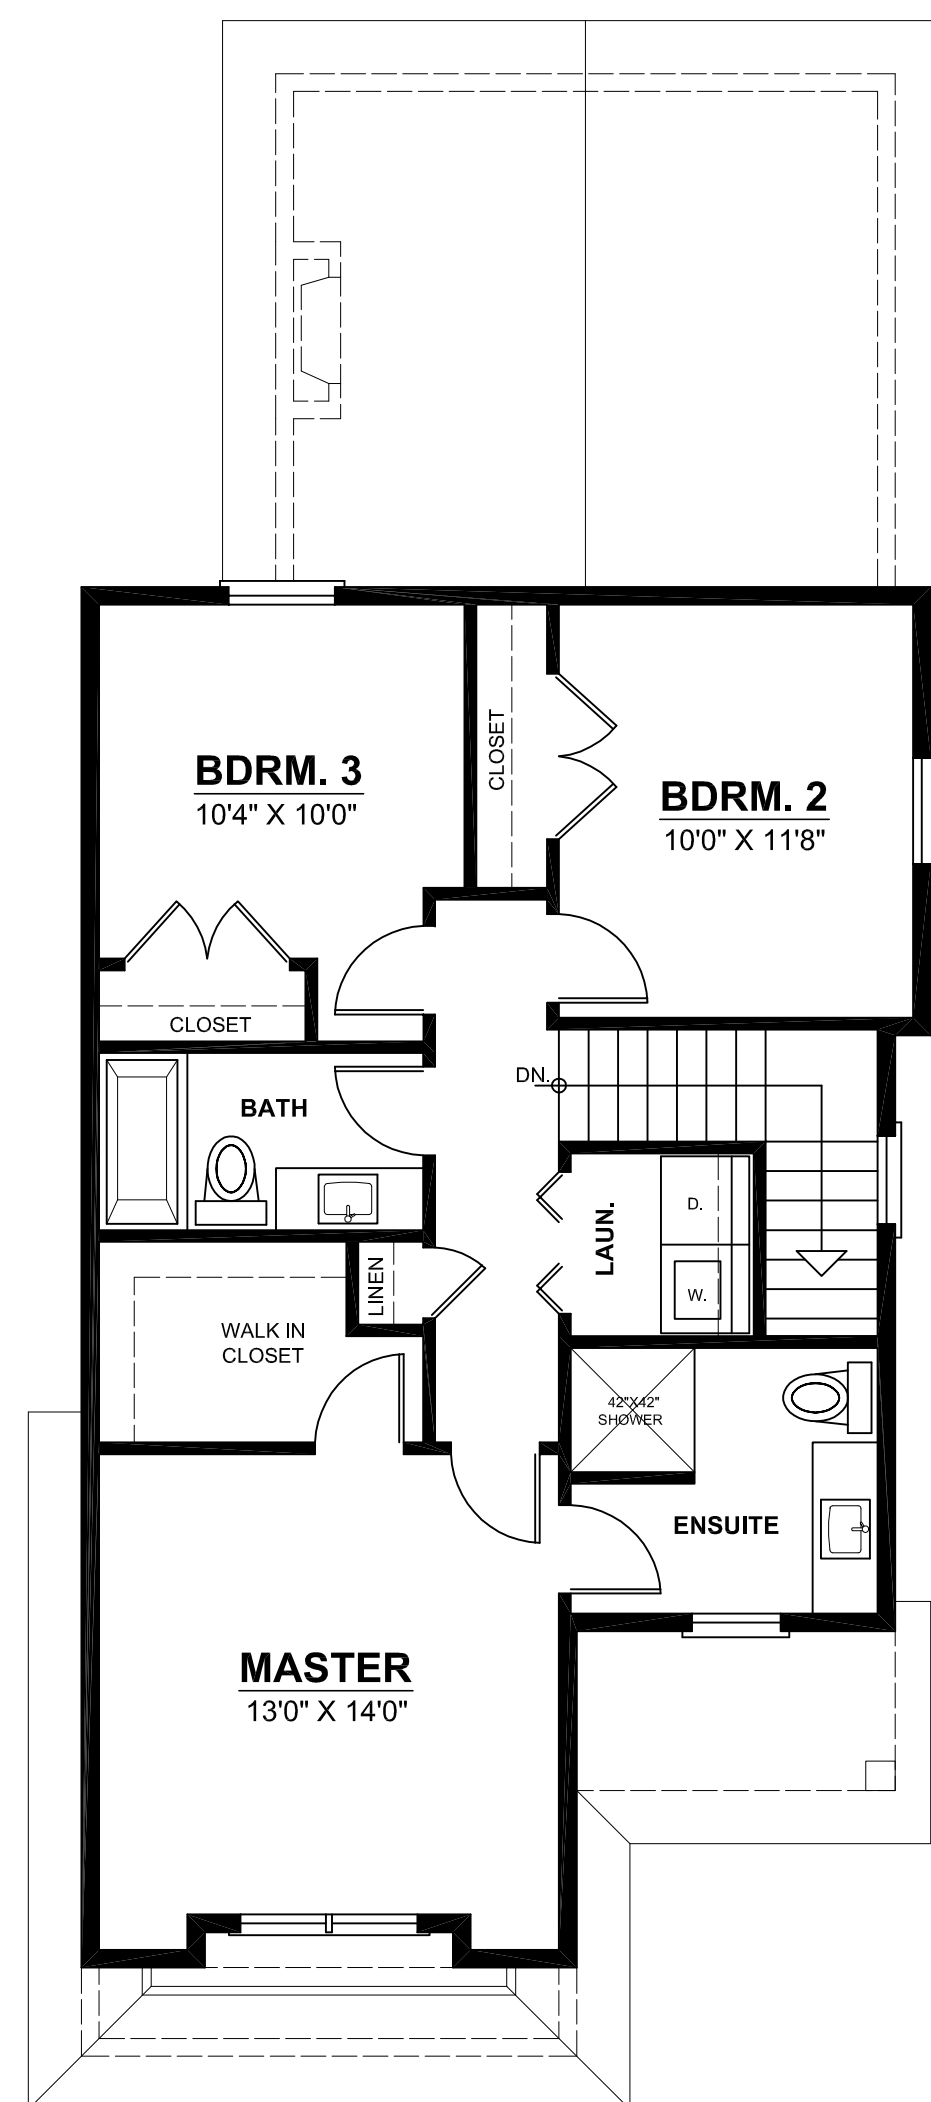 BDRM. 3
10'4" X 10'0"
CLOSET
BDRM. 2
10'0" X 11'8"
CLOSET
DN.
BATH
LAUN.
D.
W.
LINEN
WALK IN
CLOSET
42"X42"
SHOWER
ENSUITE
MASTER
13'0" X 14'0"